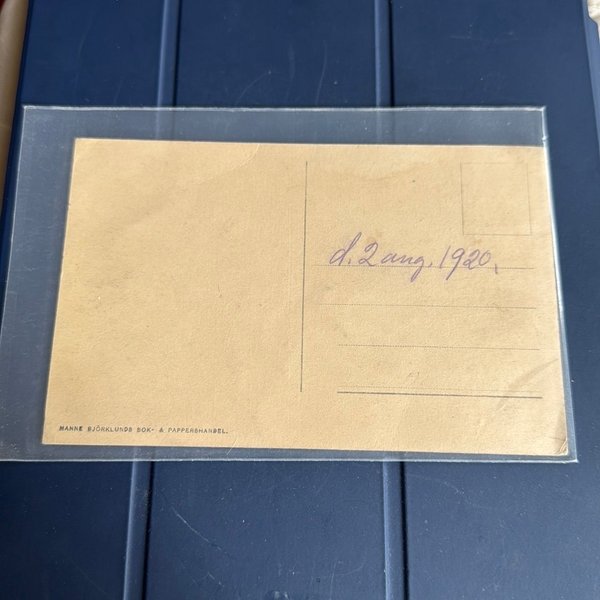 d. 2 aug. 1920.
MANNE BJÖRKLUNDS BOK- & PAPPERSHANDEL.